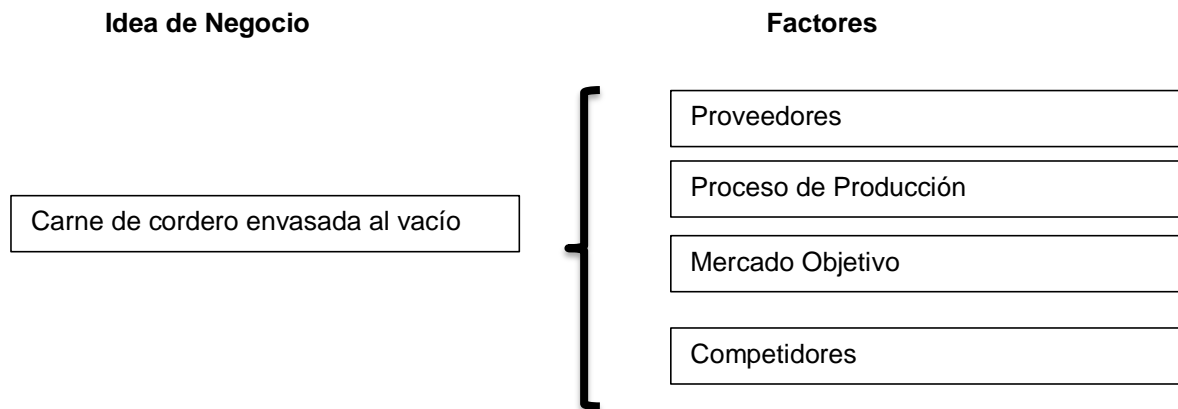 Idea de Negocio
Factores
Proveedores
Proceso de Producción
Carne de cordero envasada al vacío
Mercado Objetivo
Competidores